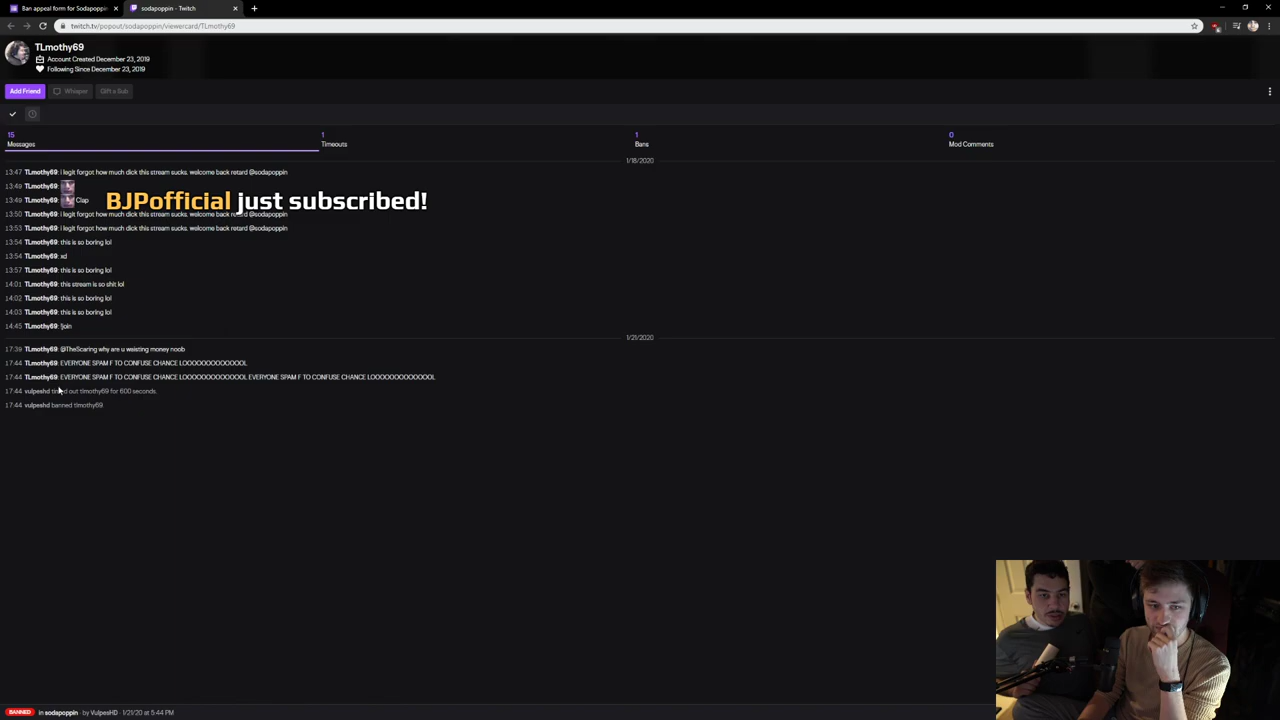 Ban appeal form for Sodapoppin
sodapoppin - Twitch
twitch.tv/popout/sodapoppin/viewercard/TLmothy69
TLmothy69
Account Created December 23, 2019
Following Since December 23, 2019
Add Friend
Whisper
Gift a Sub
15
Messages
1
Timeouts
1
Bans
0
Mod Comments
1/18/2020
13:47 TLmothy69: I legit forgot how much dick this stream sucks. welcome back retard @sodapoppin
13:49 TLmothy69:
13:49 TLmothy69: Clap
BJPofficial just subscribed!
13:50 TLmothy69: I legit forgot how much dick this stream sucks. welcome back retard @sodapoppin
13:53 TLmothy69: I legit forgot how much dick this stream sucks. welcome back retard @sodapoppin
13:54 TLmothy69: this is so boring lol
13:54 TLmothy69: xd
13:57 TLmothy69: this is so boring lol
14:01 TLmothy69: this stream is so shit lol
14:02 TLmothy69: this is so boring lol
14:03 TLmothy69: this is so boring lol
14:45 TLmothy69: !join
1/21/2020
17:39 TLmothy69: @TheScaring why are u weisting money noob
17:44 TLmothy69: EVERYONE SPAM F TO CONFUSE CHANCE LOOOOOOOOOOOOOL
17:44 TLmothy69: EVERYONE SPAM F TO CONFUSE CHANCE LOOOOOOOOOOOOOL EVERYONE SPAM F TO CONFUSE CHANCE LOOOOOOOOOOOOOL
17:44 vulpeshd timed out tlmothy69 for 600 seconds.
17:44 vulpeshd banned tlmothy69.
BANNED in sodapoppin - by VulpesHD - 1/21/20 at 5:44 PM